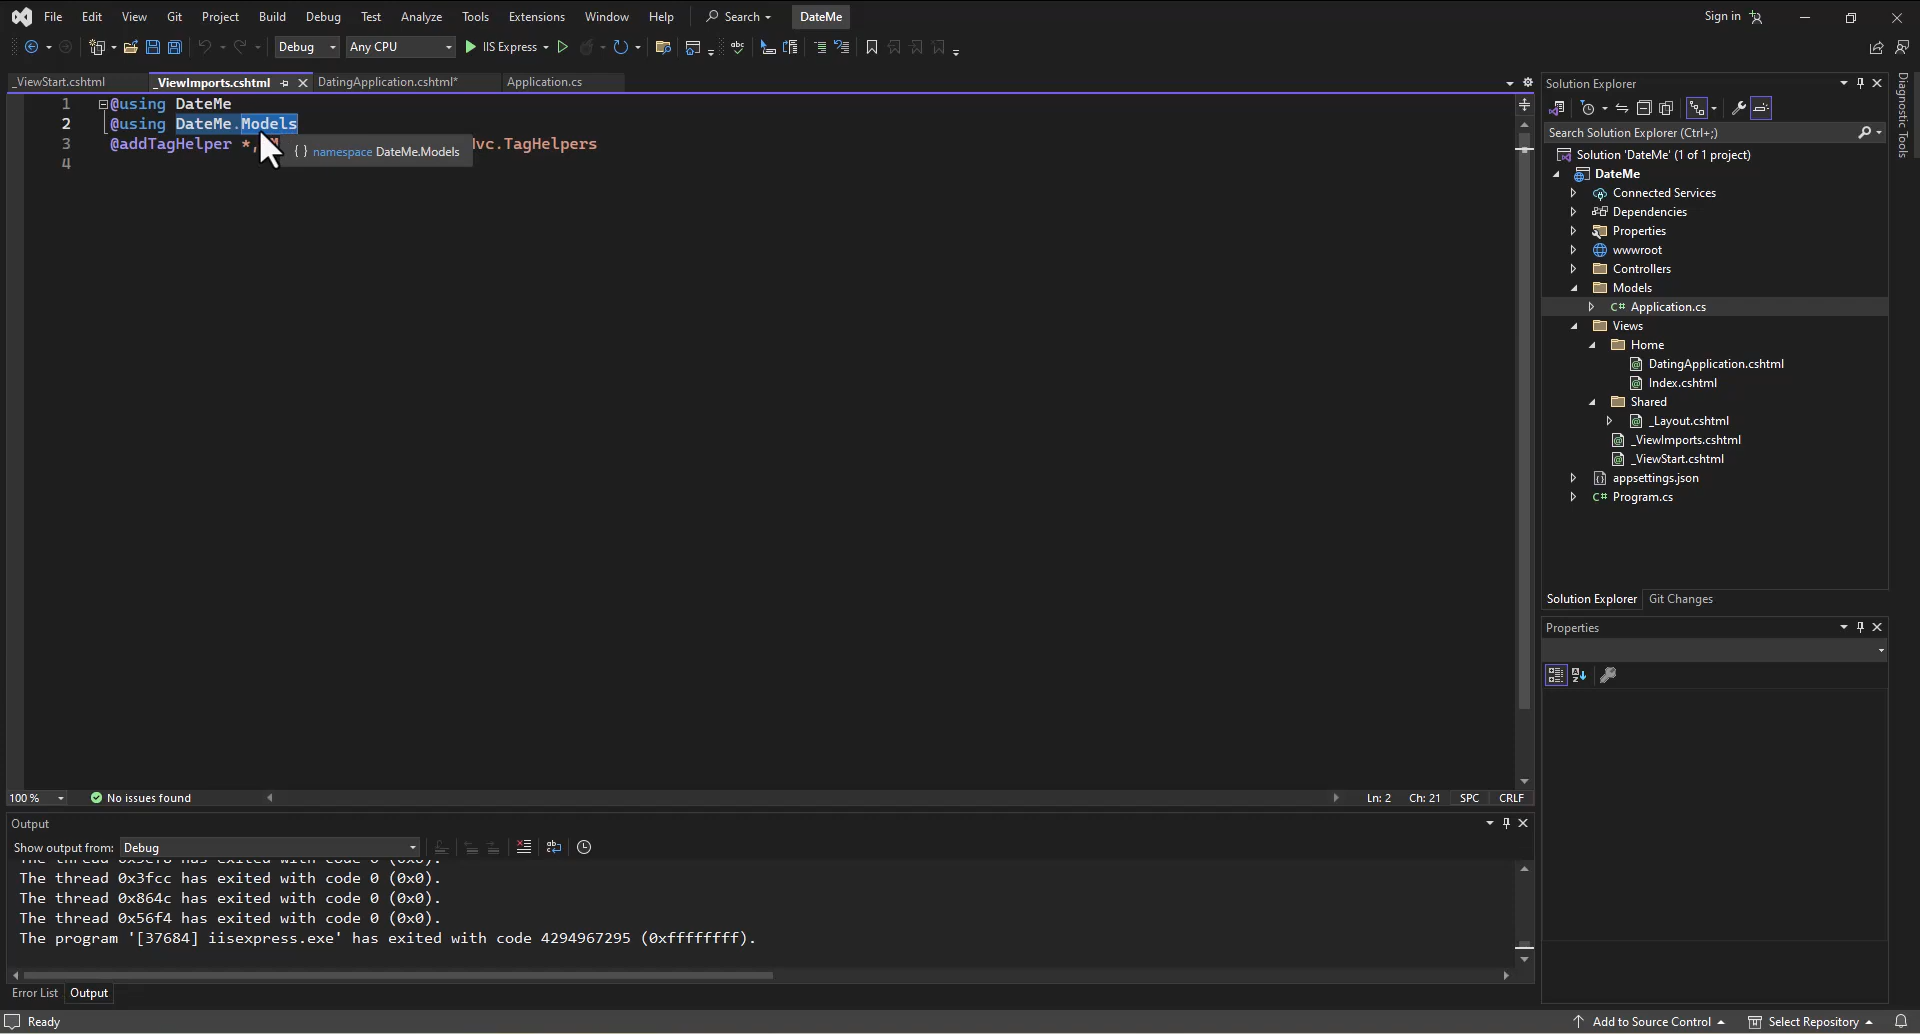 File Edit View Git Project Build Debug Test Analyze Tools Extensions Window Help Search DateMe Sign in
Debug Any CPU IIS Express
_ViewStart.cshtml _ViewImports.cshtml DatingApplication.cshtml* Application.cs
1 @using DateMe
2 @using DateMe.Models
3 @addTagHelper *, vc.TagHelpers
4
{ } namespace DateMe.Models
100 % No issues found Ln: 2 Ch: 21 SPC CRLF
Output
Show output from: Debug
The thread 0x3fcc has exited with code 0 (0x0).
The thread 0x864c has exited with code 0 (0x0).
The thread 0x56f4 has exited with code 0 (0x0).
The program '[37684] iisexpress.exe' has exited with code 4294967295 (0xffffffff).
Error List Output
Solution Explorer
Search Solution Explorer (Ctrl+;)
Solution 'DateMe' (1 of 1 project)
DateMe
Connected Services
Dependencies
Properties
wwwroot
Controllers
Models
C# Application.cs
Views
Home
DatingApplication.cshtml
Index.cshtml
Shared
_Layout.cshtml
_ViewImports.cshtml
_ViewStart.cshtml
appsettings.json
C# Program.cs
Solution Explorer Git Changes
Properties
Diagnostic Tools
Ready Add to Source Control Select Repository